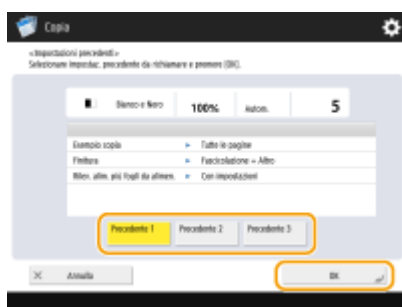 Copia
<Impostazioni precedenti>
Selezionare impostaz. precedente da richiamare e premere [OK].
Bianco e Nero 100% Autom. 5
Esempio copia ► Tutte le pagine
Finitura ► Fascicolazione + Altro
Rilev. alim. più fogli da alimen. ► Con impostazioni
Precedente 1 Precedente 2 Precedente 3
× Annulla OK